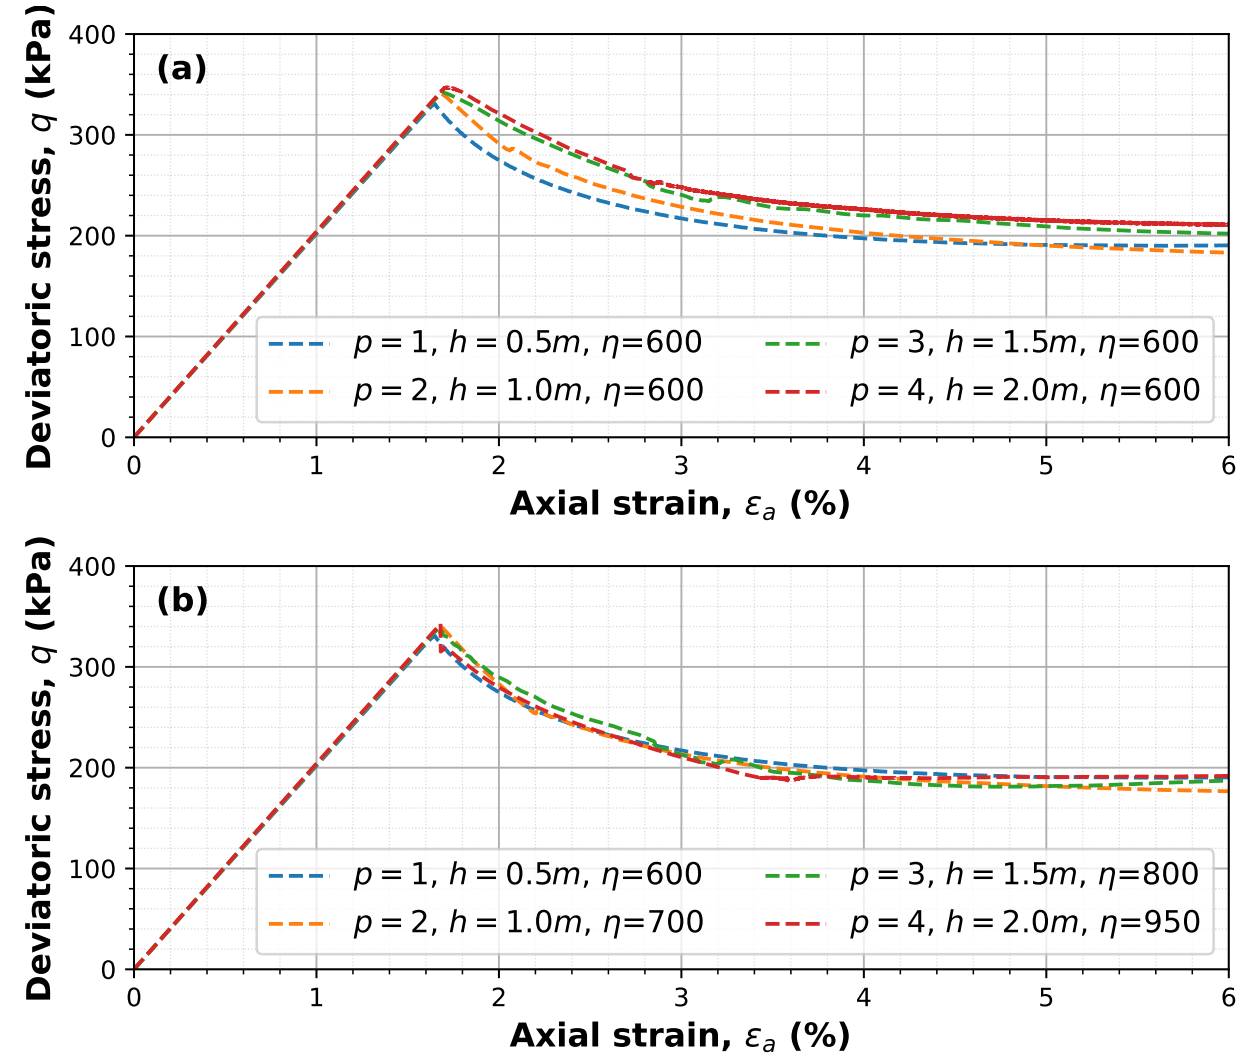 (a)
Deviatoric stress, q (kPa)
400
300
200
100
0
p = 1, h = 0.5m, η=600
p = 2, h = 1.0m, η=600
p = 3, h = 1.5m, η=600
p = 4, h = 2.0m, η=600
0 1 2 3 4 5 6
Axial strain, εa (%)
(b)
Deviatoric stress, q (kPa)
400
300
200
100
0
p = 1, h = 0.5m, η=600
p = 2, h = 1.0m, η=700
p = 3, h = 1.5m, η=800
p = 4, h = 2.0m, η=950
0 1 2 3 4 5 6
Axial strain, εa (%)